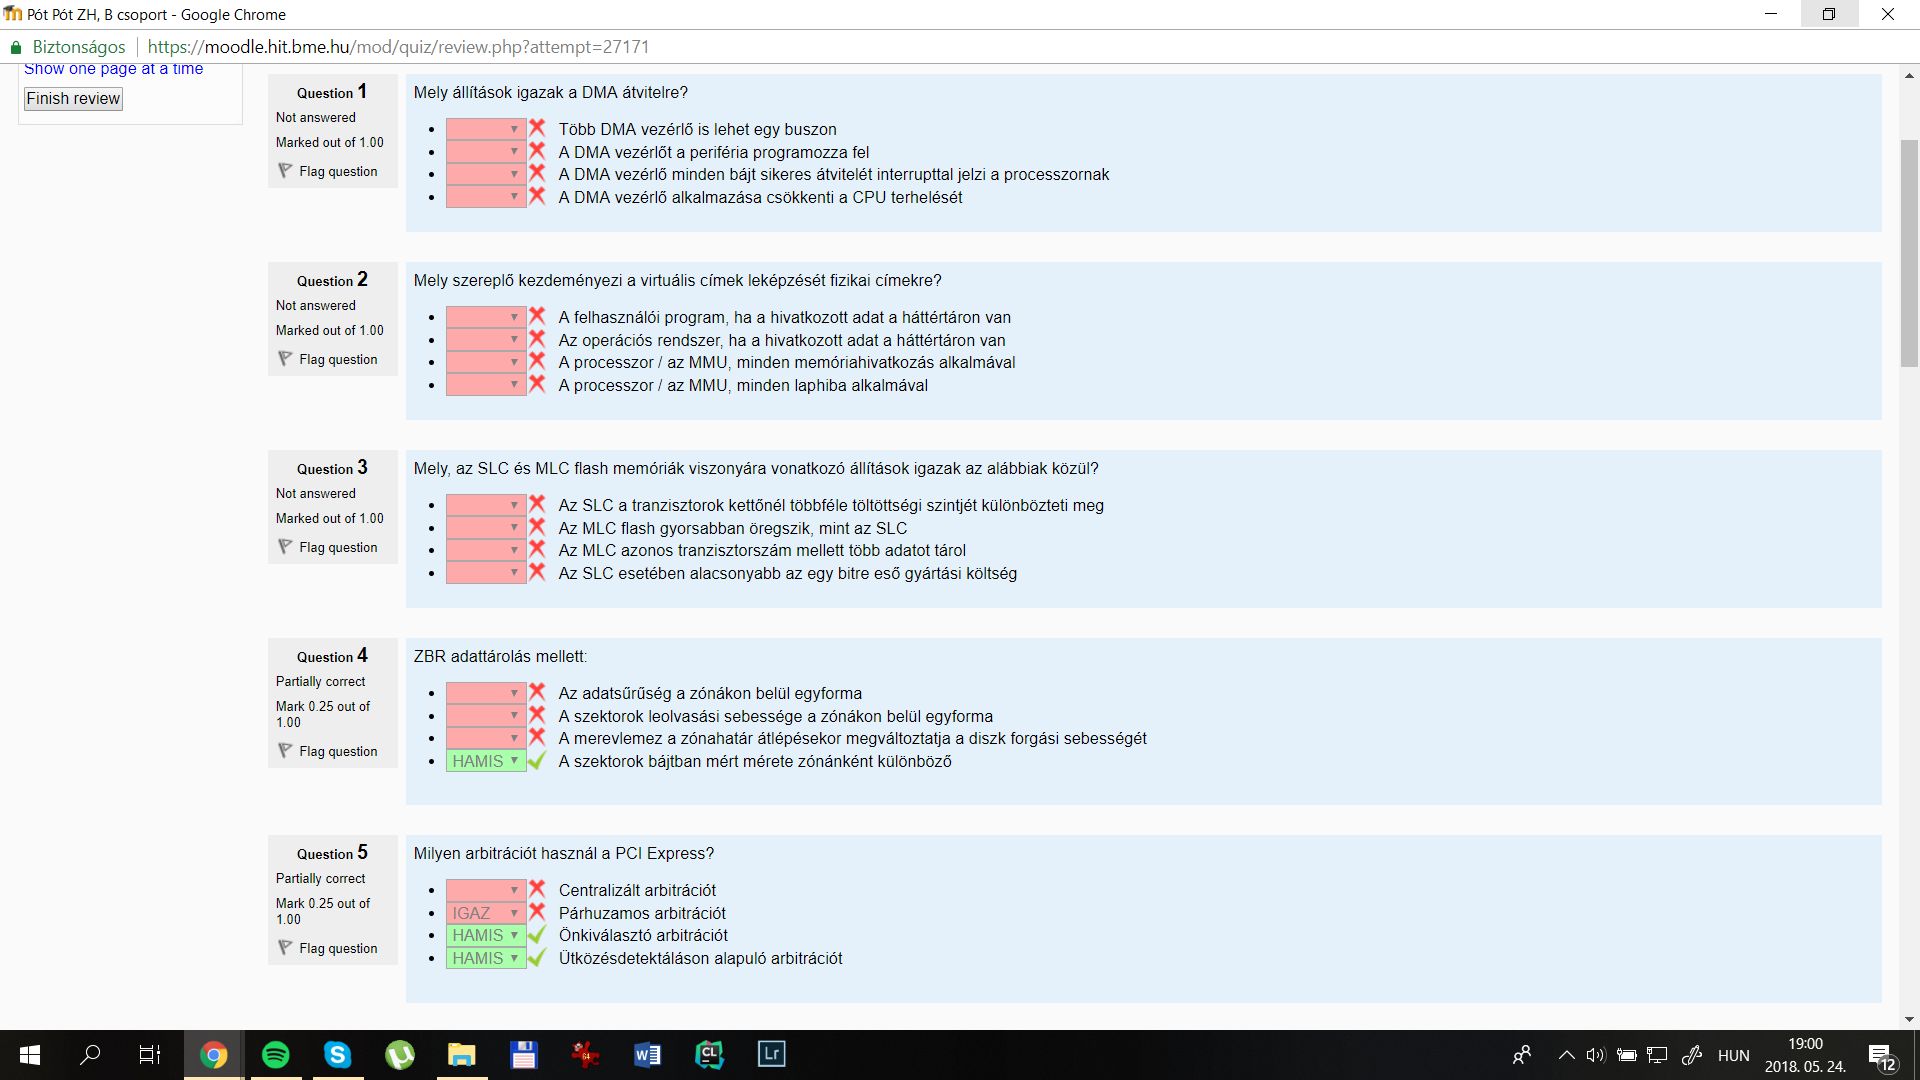 Pót Pót ZH, B csoport - Google Chrome
Biztonságos
https://moodle.hit.bme.hu/mod/quiz/review.php?attempt=27171
Show one page at a time
Finish review
Question 1
Not answered
Marked out of 1.00
Flag question
Mely állítások igazak a DMA átvitelre?
Több DMA vezérlő is lehet egy buszon
A DMA vezérlőt a periféria programozza fel
A DMA vezérlő minden bájt sikeres átvitelét interrupttal jelzi a processzornak
A DMA vezérlő alkalmazása csökkenti a CPU terhelését
Question 2
Not answered
Marked out of 1.00
Flag question
Mely szereplő kezdeményezi a virtuális címek leképzését fizikai címekre?
A felhasználói program, ha a hivatkozott adat a háttértáron van
Az operációs rendszer, ha a hivatkozott adat a háttértáron van
A processzor / az MMU, minden memóriahivatkozás alkalmával
A processzor / az MMU, minden laphiba alkalmával
Question 3
Not answered
Marked out of 1.00
Flag question
Mely, az SLC és MLC flash memóriák viszonyára vonatkozó állítások igazak az alábbiak közül?
Az SLC a tranzisztorok kettőnél többféle töltöttségi szintjét különbözteti meg
Az MLC flash gyorsabban öregszik, mint az SLC
Az MLC azonos tranzisztorszám mellett több adatot tárol
Az SLC esetében alacsonyabb az egy bitre eső gyártási költség
Question 4
Partially correct
Mark 0.25 out of
1.00
Flag question
ZBR adattárolás mellett:
Az adatsűrűség a zónákon belül egyforma
A szektorok leolvasási sebessége a zónákon belül egyforma
A merevlemez a zónahatár átlépésekor megváltoztatja a diszk forgási sebességét
HAMIS A szektorok bájtban mért mérete zónánként különböző
Question 5
Partially correct
Mark 0.25 out of
1.00
Flag question
Milyen arbitrációt használ a PCI Express?
Centralizált arbitrációt
IGAZ Párhuzamos arbitrációt
HAMIS Önkiválasztó arbitrációt
HAMIS Ütközésdetektáláson alapuló arbitrációt
64
CL
Lr
HUN
19:00
2018. 05. 24.
12